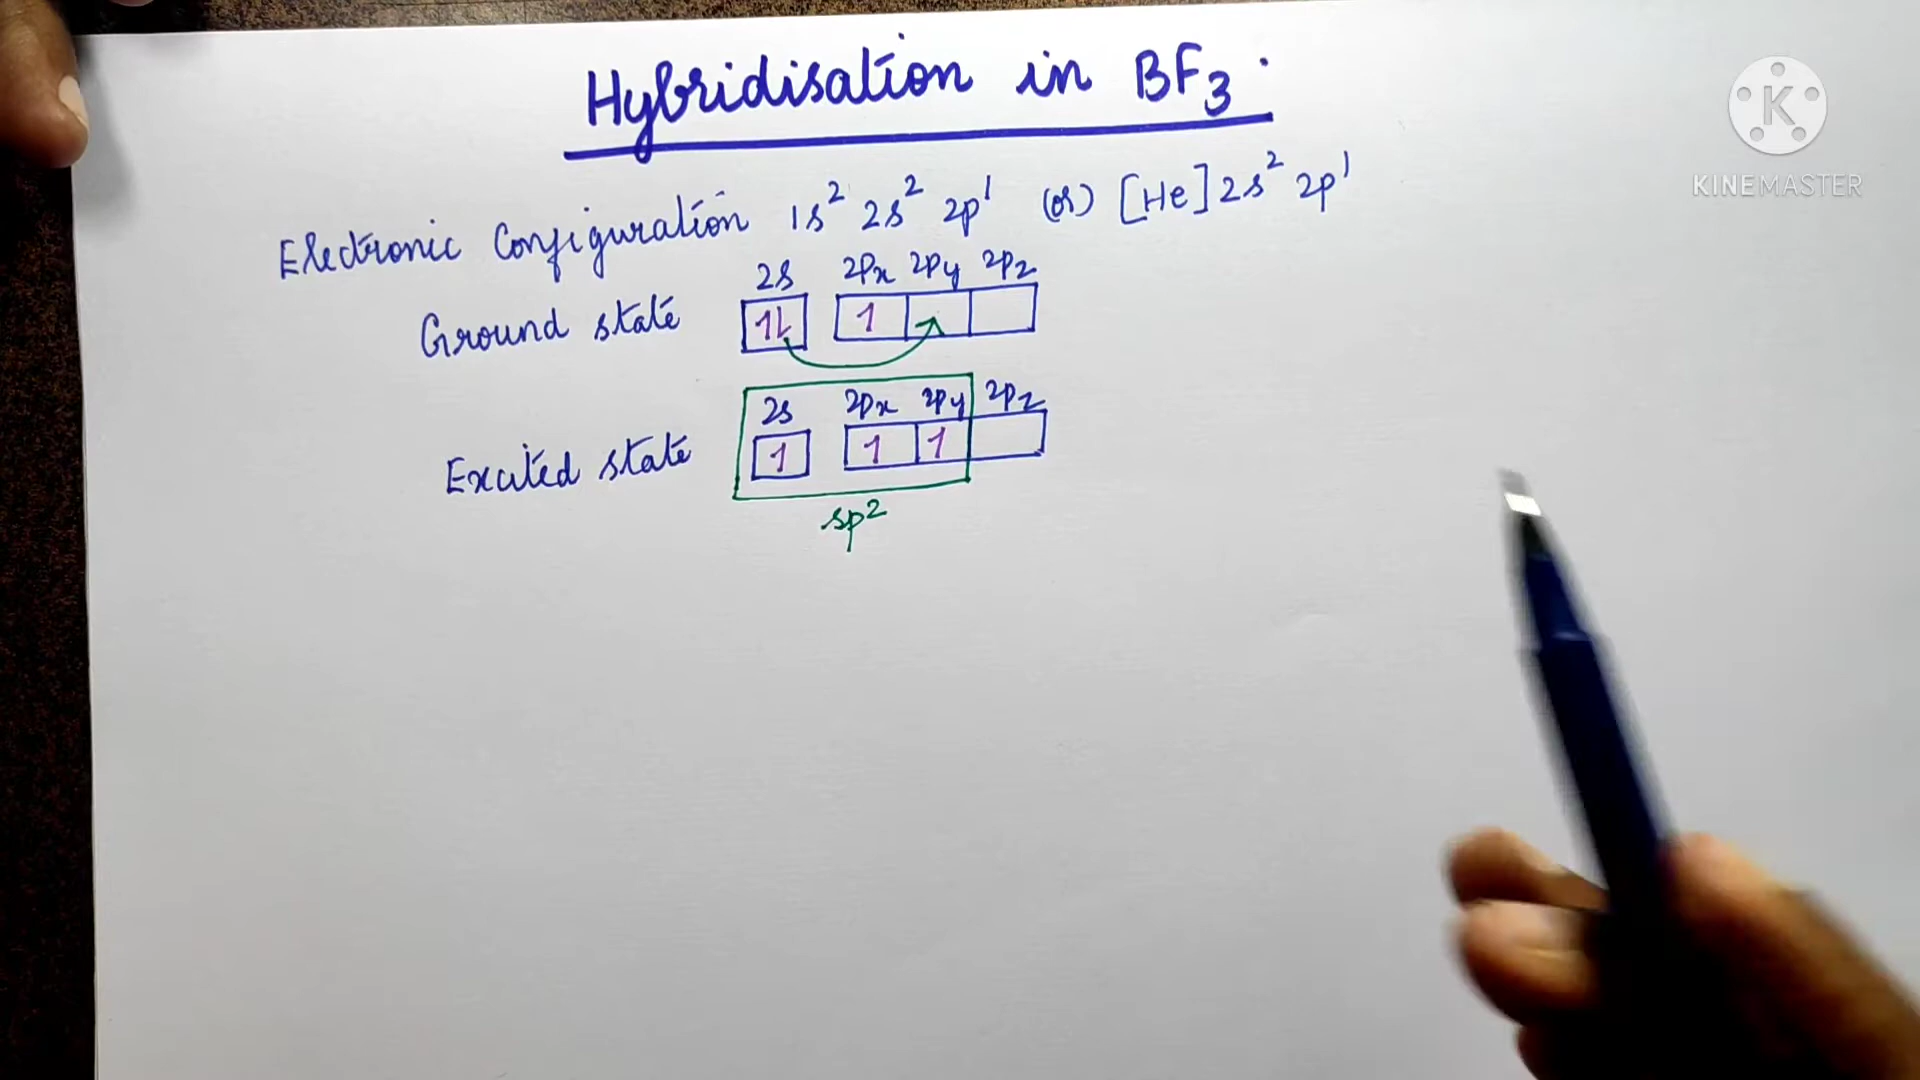 Hybridisation in BF₃.
Electronic Configuration 1s² 2s² 2p¹ (or) [He] 2s² 2p¹
2s 2px 2py 2pz
Ground state 1l 1
2s 2px 2py 2pz
Excited state 1 1 1
sp²
K
KINEMASTER